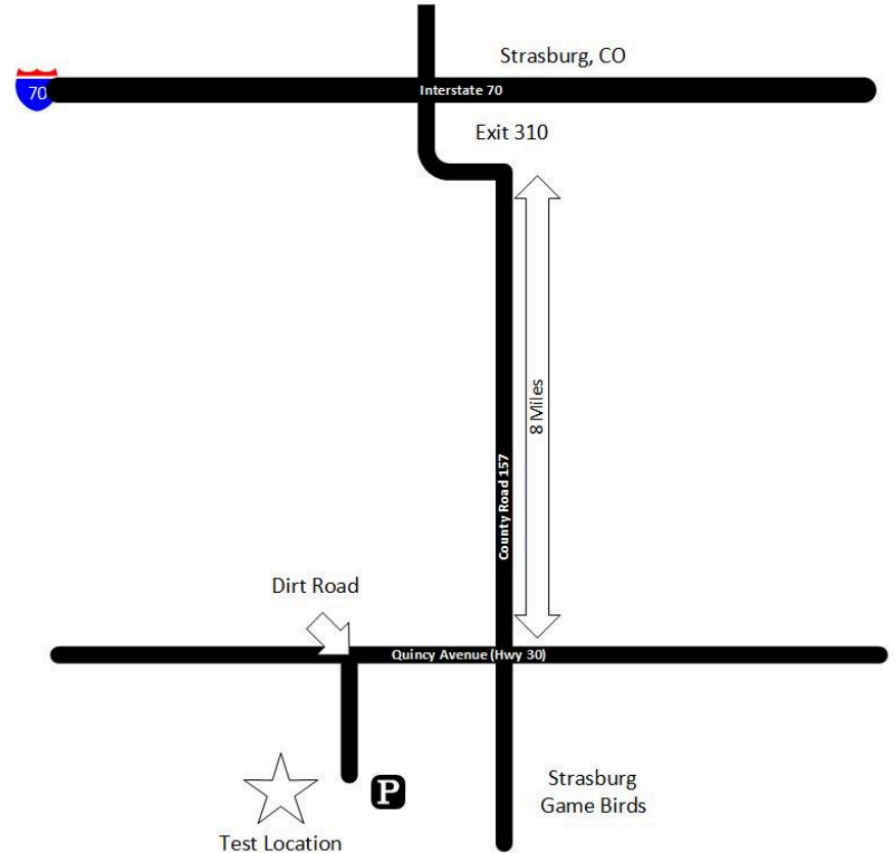 Strasburg, CO
70
Interstate 70
Exit 310
8 Miles
County Road 157
Dirt Road
Quincy Avenue (Hwy 30)
P
Strasburg
Game Birds
Test Location